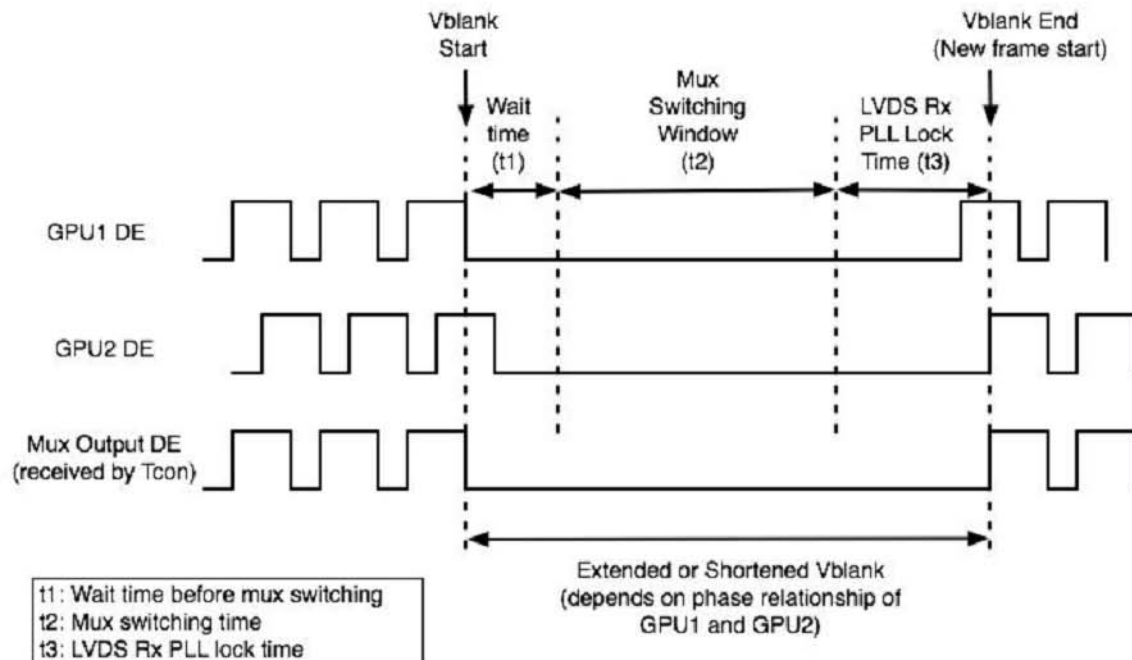 Vblank
Start
Vblank End
(New frame start)
Wait
time
(t1)
Mux
Switching
Window
(t2)
LVDS Rx
PLL Lock
Time (t3)
GPU1 DE
GPU2 DE
Mux Output DE
(received by Tcon)
Extended or Shortened Vblank
(depends on phase relationship of
GPU1 and GPU2)
t1: Wait time before mux switching
t2: Mux switching time
t3: LVDS Rx PLL lock time